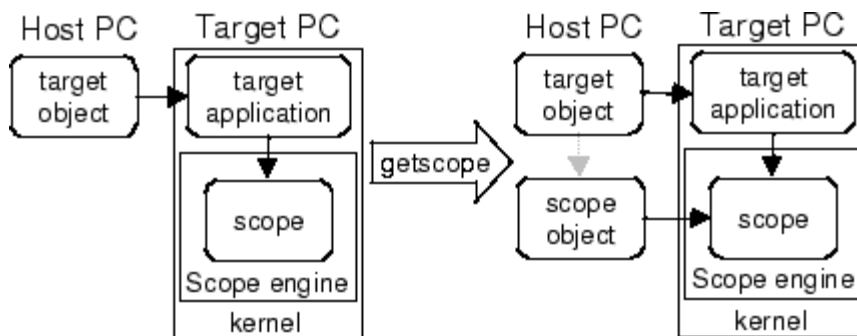 Host PC
Target PC
target
object
target
application
scope
Scope engine
kernel
getscope
Host PC
Target PC
target
object
target
application
scope
object
scope
Scope engine
kernel